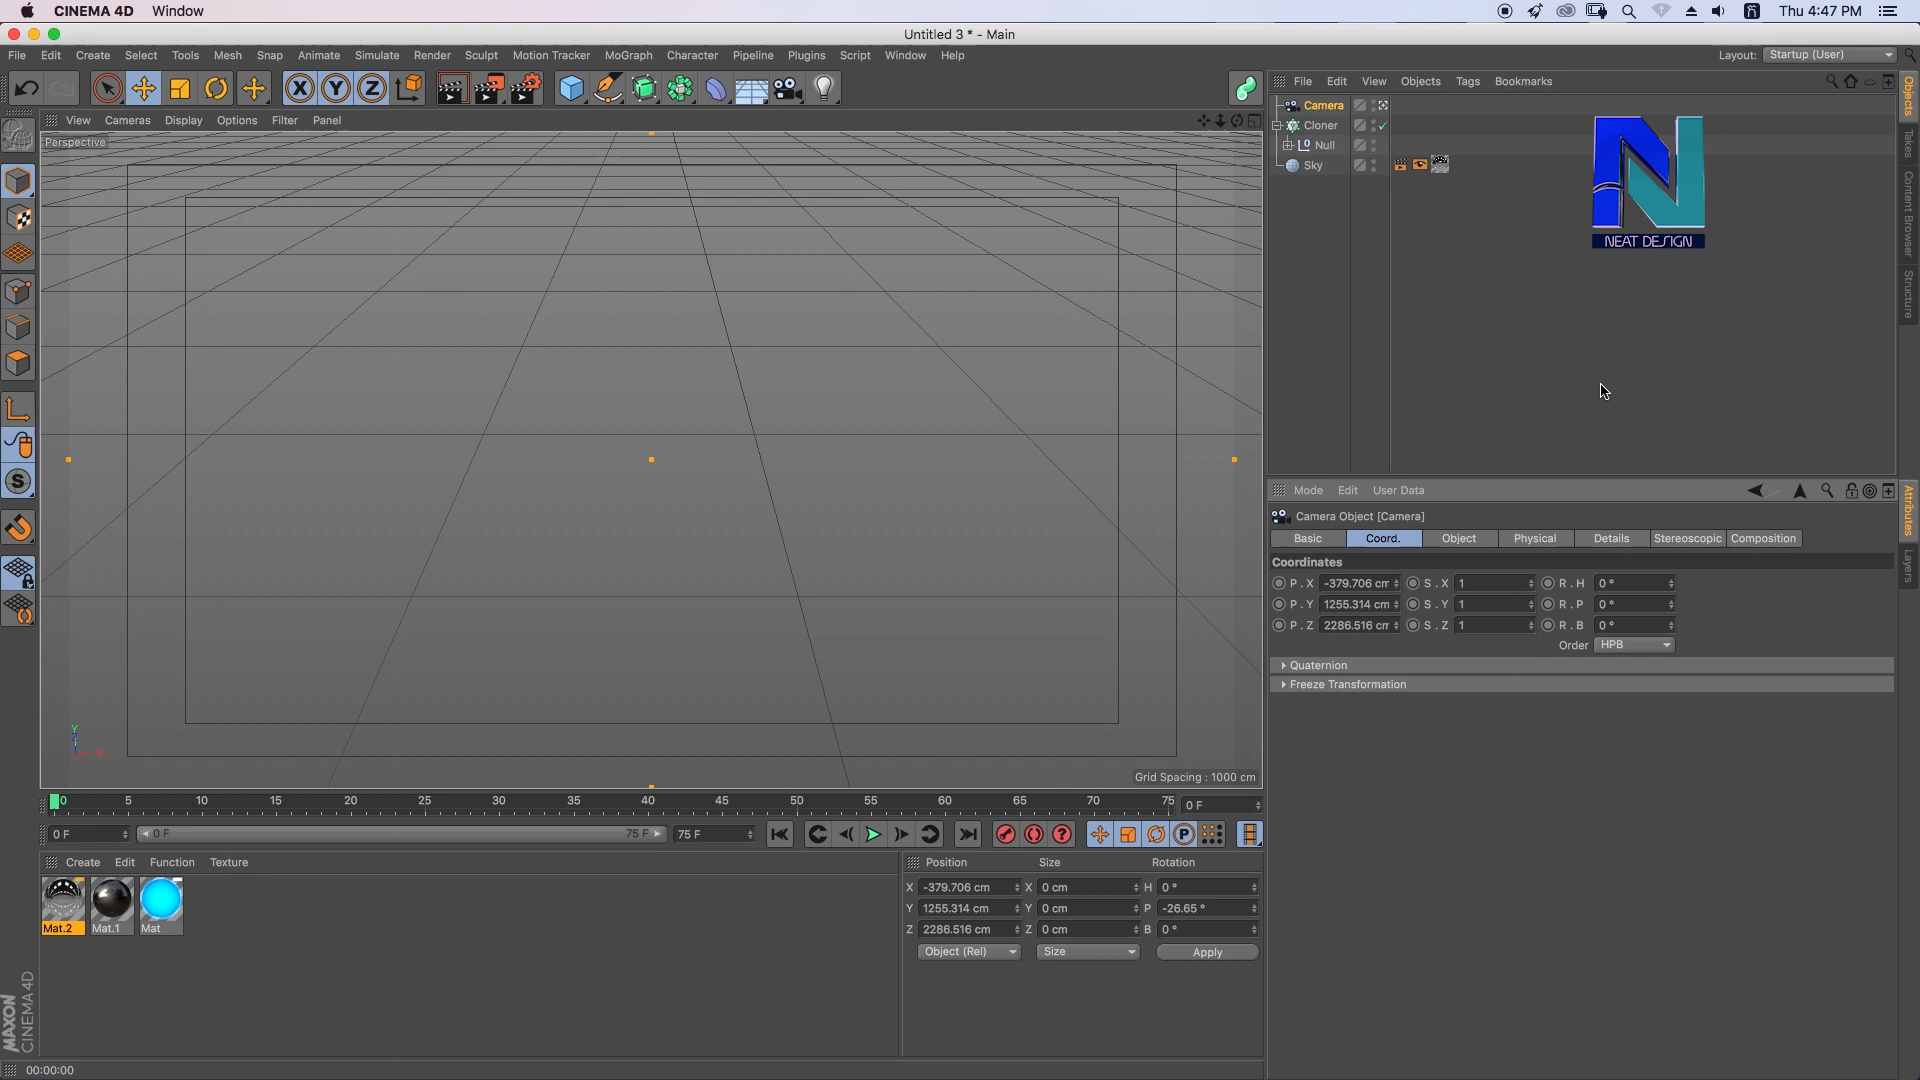 CINEMA 4D Window
Thu 4:47 PM
Untitled 3 * - Main
File Edit Create Select Tools Mesh Snap Animate Simulate Render Sculpt Motion Tracker MoGraph Character Pipeline Plugins Script Window Help
Layout: Startup (User)
File Edit View Objects Tags Bookmarks
View Cameras Display Options Filter Panel
Perspective
Camera
Cloner
Null
Sky
NEAT DESIGN
Objects
Takes
Content Browser
Structure
Mode Edit User Data
Camera Object [Camera]
Basic Coord. Object Physical Details Stereoscopic Composition
Coordinates
P . X -379.706 cm S . X 1 R . H 0 °
P . Y 1255.314 cm S . Y 1 R . P 0 °
P . Z 2286.516 cm S . Z 1 R . B 0 °
Order HPB
Quaternion
Freeze Transformation
Attributes
Layers
Y
Z
X
Grid Spacing : 1000 cm
0 5 10 15 20 25 30 35 40 45 50 55 60 65 70 75 0 F
0 F 0 F 75 F 75 F
Create Edit Function Texture
Mat.2 Mat.1 Mat
Position Size Rotation
X -379.706 cm X 0 cm H 0 °
Y 1255.314 cm Y 0 cm P -26.65 °
Z 2286.516 cm Z 0 cm B 0 °
Object (Rel) Size Apply
MAXON
CINEMA 4D
00:00:00